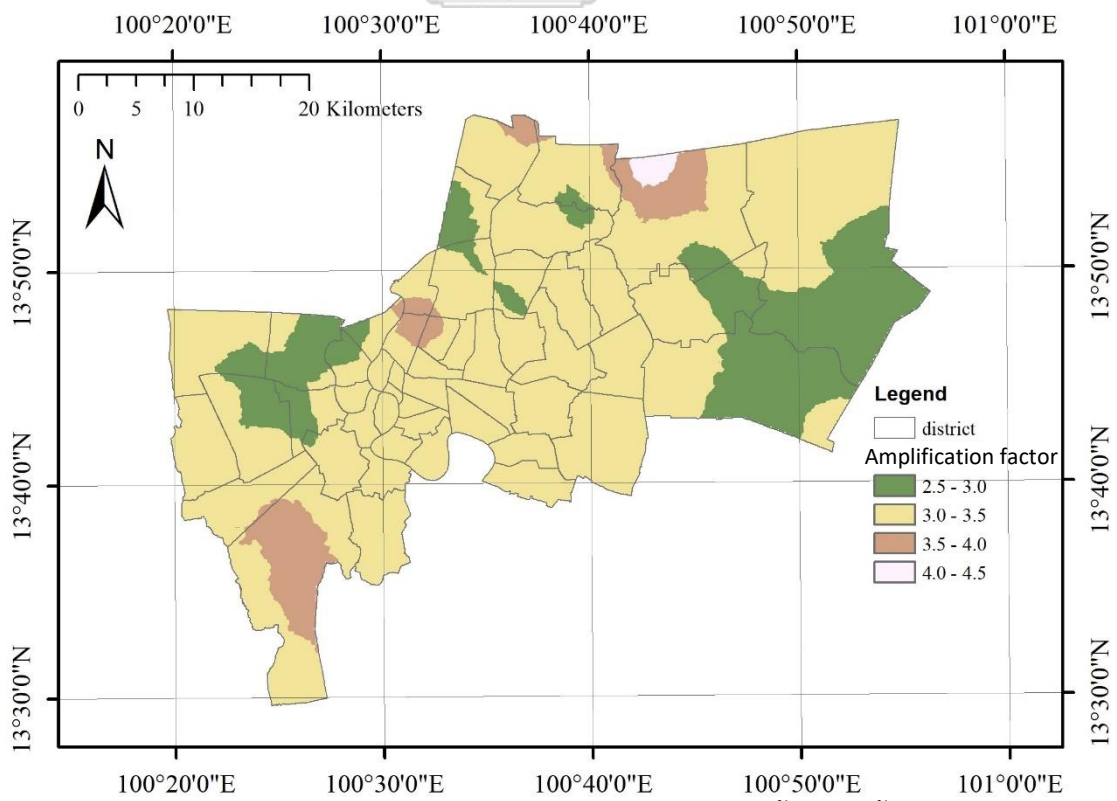 100°20'0"E 100°30'0"E 100°40'0"E 100°50'0"E 101°0'0"E
0 5 10 20 Kilometers
N
13°50'0"N 13°50'0"N
Legend
district
Amplification factor
2.5 - 3.0
3.0 - 3.5
3.5 - 4.0
4.0 - 4.5
13°40'0"N 13°40'0"N
13°30'0"N 13°30'0"N
100°20'0"E 100°30'0"E 100°40'0"E 100°50'0"E 101°0'0"E